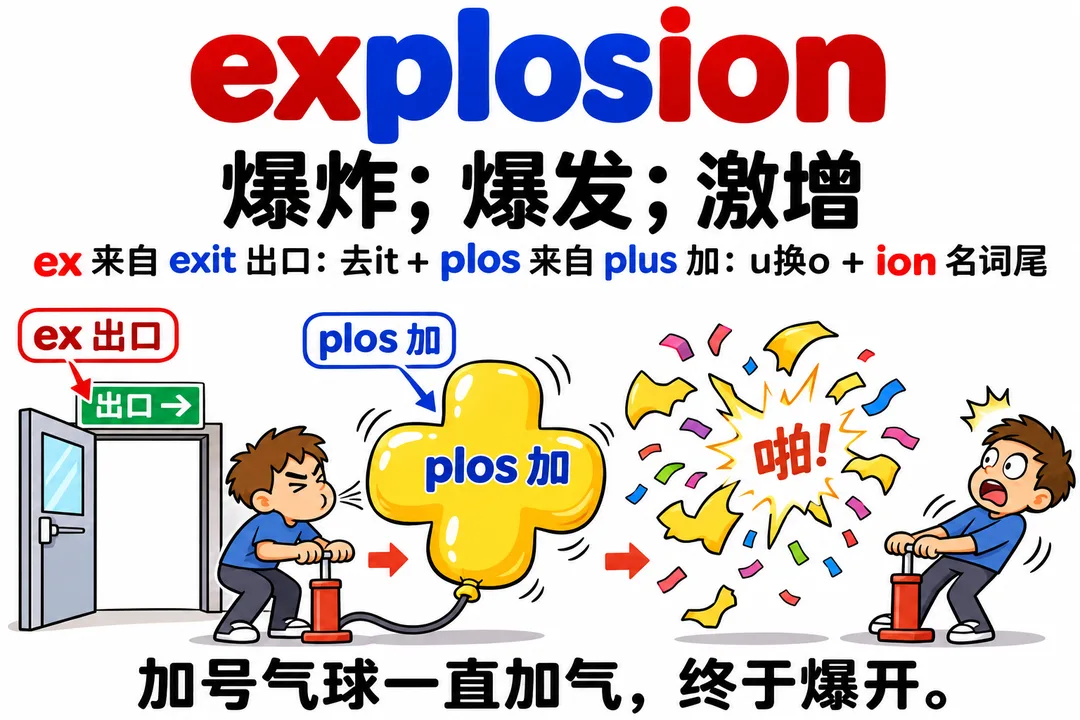 explosion
爆炸；爆发；激增
ex 来自 exit 出口：去it + plos 来自 plus 加：u换o + ion 名词尾
ex 出口
plos 加
出口→
plos 加
啪！
加号气球一直加气，终于爆开。